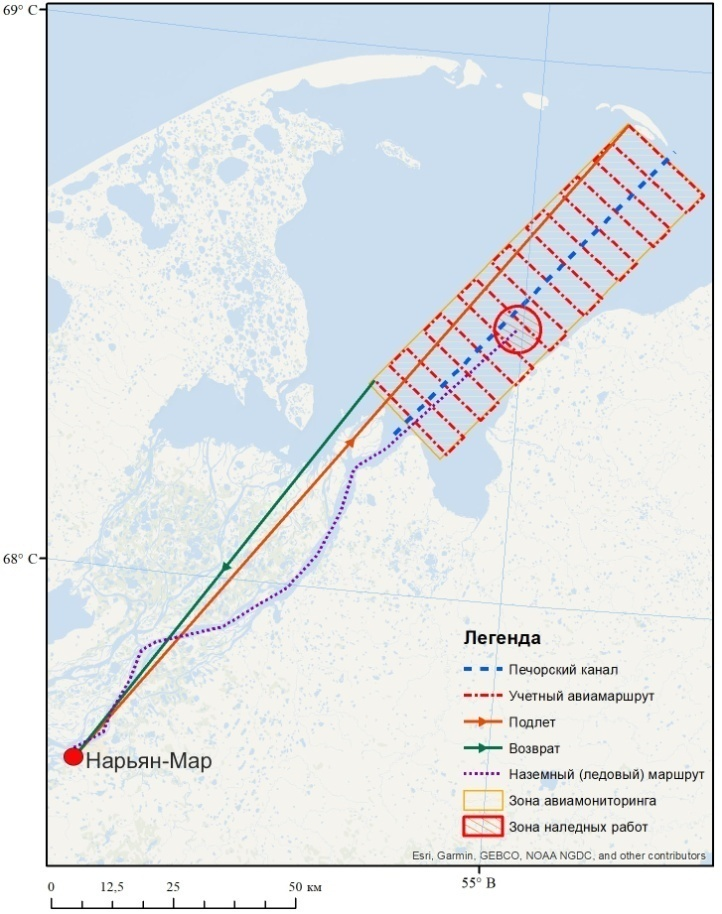 69° С
68° С
Нарьян-Мар
Легенда
Печорский канал
Учетный авиамаршрут
Подлет
Возврат
Наземный (ледовый) маршрут
Зона авиамониторинга
Зона наледных работ
Esri, Garmin, GEBCO, NOAA NGDC, and other contributors
0 12,5 25 50 км
55° В